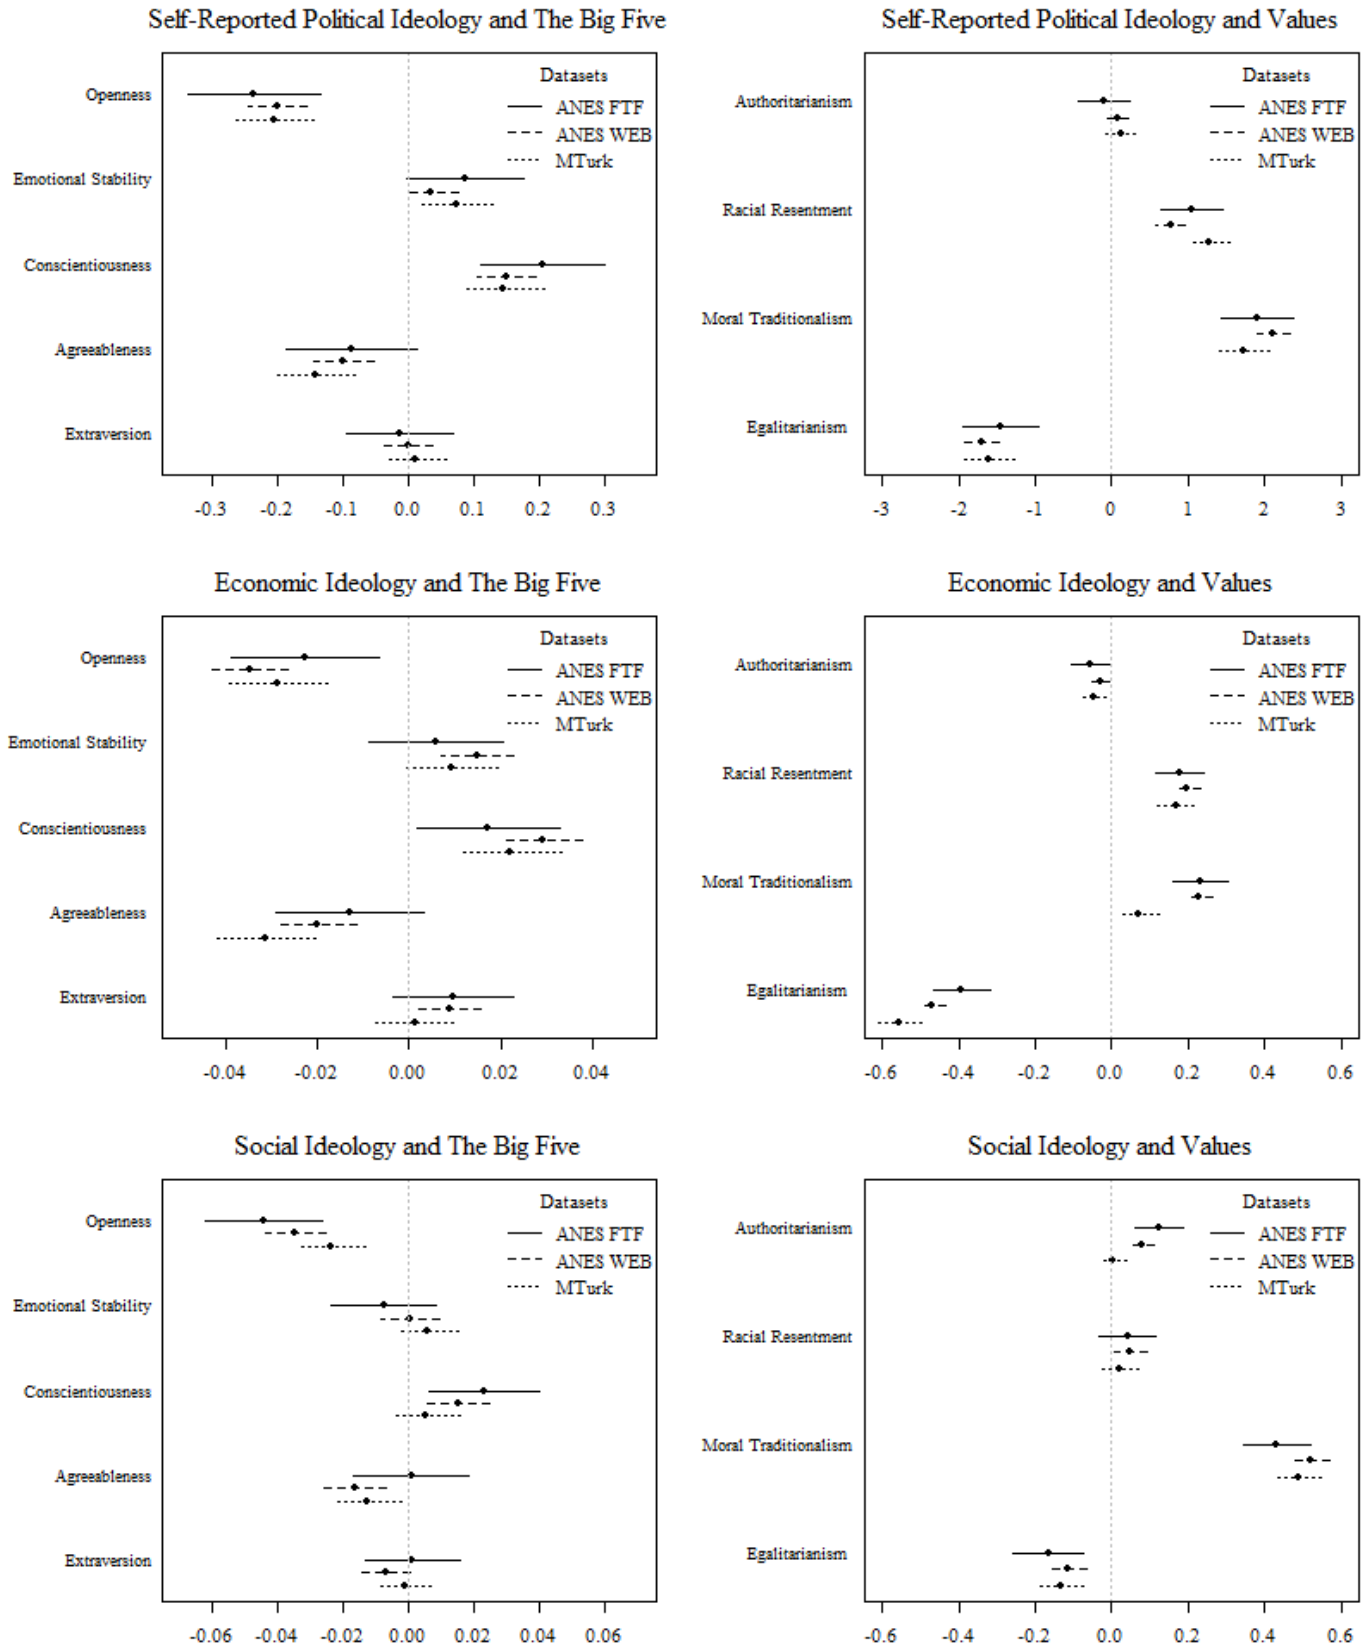 Self-Reported Political Ideology and The Big Five
Datasets
ANES FTF
ANES WEB
MTurk
Openness
Emotional Stability
Conscientiousness
Agreeableness
Extraversion
-0.3 -0.2 -0.1 0.0 0.1 0.2 0.3
Self-Reported Political Ideology and Values
Datasets
ANES FTF
ANES WEB
MTurk
Authoritarianism
Racial Resentment
Moral Traditionalism
Egalitarianism
-3 -2 -1 0 1 2 3
Economic Ideology and The Big Five
Datasets
ANES FTF
ANES WEB
MTurk
Openness
Emotional Stability
Conscientiousness
Agreeableness
Extraversion
-0.04 -0.02 0.00 0.02 0.04
Economic Ideology and Values
Datasets
ANES FTF
ANES WEB
MTurk
Authoritarianism
Racial Resentment
Moral Traditionalism
Egalitarianism
-0.6 -0.4 -0.2 0.0 0.2 0.4 0.6
Social Ideology and The Big Five
Datasets
ANES FTF
ANES WEB
MTurk
Openness
Emotional Stability
Conscientiousness
Agreeableness
Extraversion
-0.06 -0.04 -0.02 0.00 0.02 0.04 0.06
Social Ideology and Values
Datasets
ANES FTF
ANES WEB
MTurk
Authoritarianism
Racial Resentment
Moral Traditionalism
Egalitarianism
-0.6 -0.4 -0.2 0.0 0.2 0.4 0.6